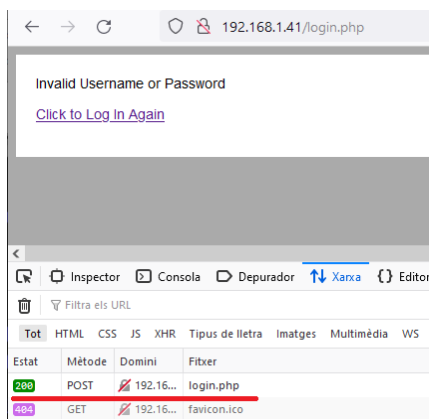 192.168.1.41/login.php
Invalid Username or Password
Click to Log In Again
Inspector Consola Depurador Xarxa Editor
Filtra els URL
Tot HTML CSS JS XHR Tipus de lletra Imatges Multimèdia WS
Estat Mètode Domini Fitxer
200 POST 192.16... login.php
404 GET 192.16... favicon.ico